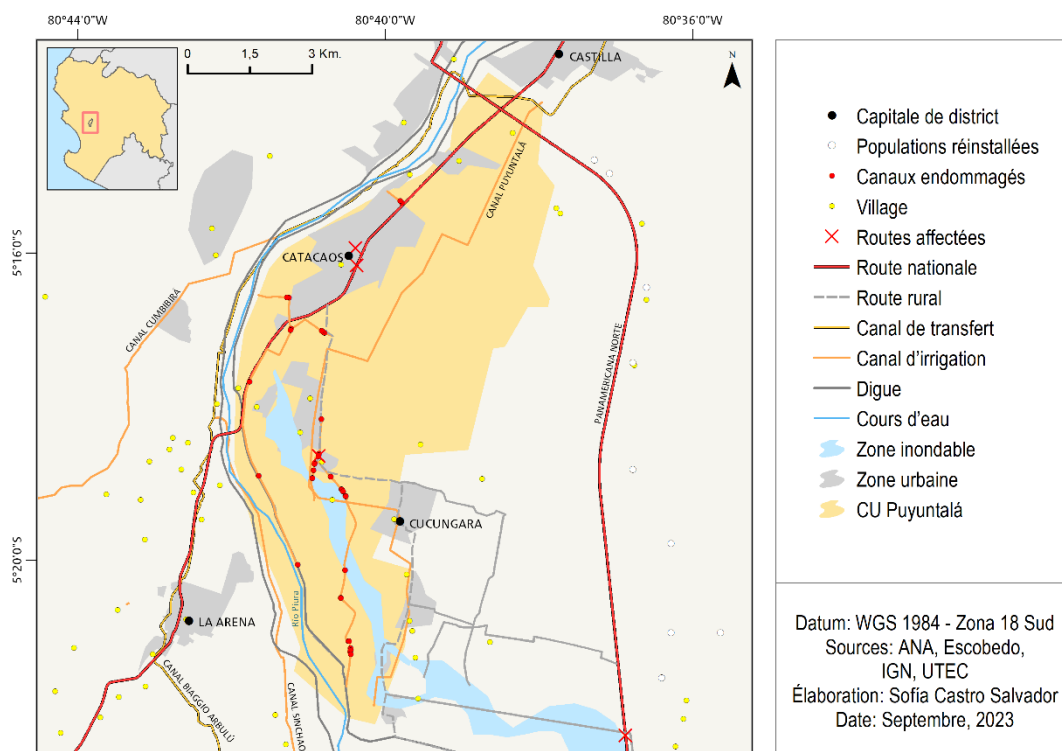 80°44'0"W
80°40'0"W
80°36'0"W
0
1,5
3 Km.
N
CASTILLA
CANAL PUYUNTALÁ
5°16'0"S
CATACAOS
CANAL CUMBIBIRÁ
PANAMERICANA NORTE
CUCUNGARA
5°20'0"S
Río Piura
LA ARENA
CANAL BIAGGIO ARBULÚ
CANAL SINCHAO
Capitale de district
Populations réinstallées
Canaux endommagés
Village
Routes affectées
Route nationale
Route rural
Canal de transfert
Canal d'irrigation
Digue
Cours d'eau
Zone inondable
Zone urbaine
CU Puyuntalá
Datum: WGS 1984 - Zona 18 Sud
Sources: ANA, Escobedo,
IGN, UTEC
Élaboration: Sofía Castro Salvador
Date: Septembre, 2023